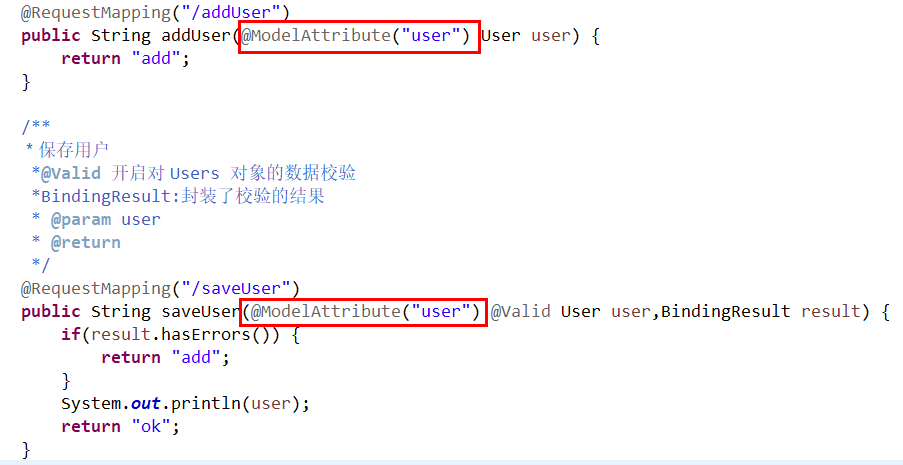 @RequestMapping("/addUser")
public String addUser(@ModelAttribute("user") User user) {
    return "add";
}
/**
 * 保存用户
 *@Valid 开启对 Users 对象的数据校验
 *BindingResult:封装了校验的结果
 * @param user
 * @return
 */
@RequestMapping("/saveUser")
public String saveUser(@ModelAttribute("user") @Valid User user,BindingResult result) {
    if(result.hasErrors()) {
        return "add";
    }
    System.out.println(user);
    return "ok";
}